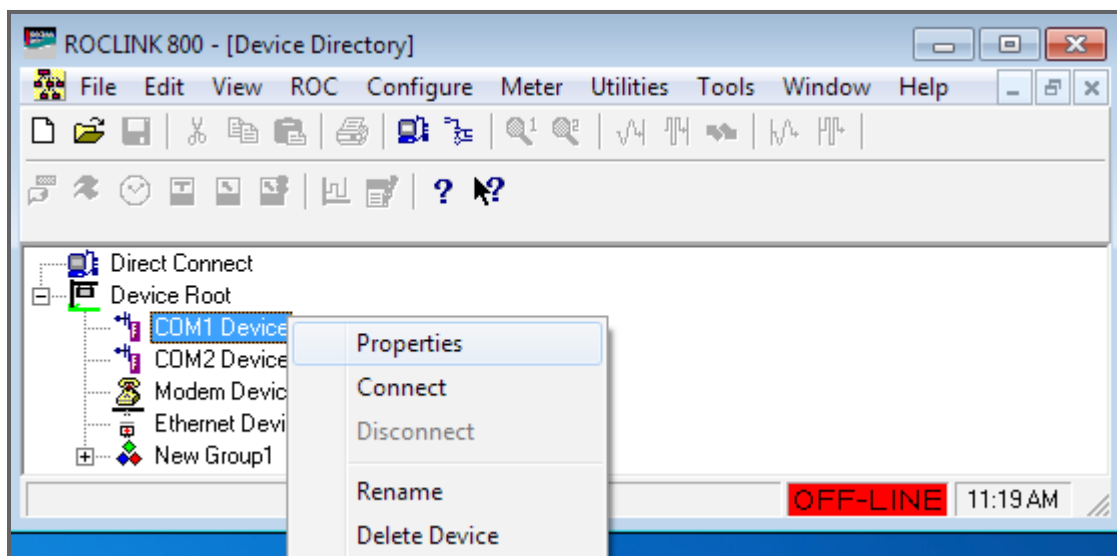 ROCLINK 800 - [Device Directory]
File Edit View ROC Configure Meter Utilities Tools Window Help
Direct Connect
Device Root
COM1 Device
COM2 Device
Modem Devic
Ethernet Devi
New Group1
Properties
Connect
Disconnect
Rename
Delete Device
OFF-LINE 11:19 AM